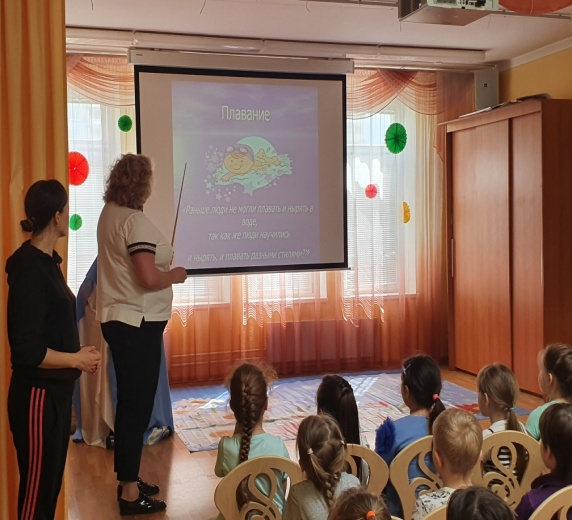 Плавание
«Раньше люди не могли плавать и нырять в
воде,
так как же люди научились
и нырять, и плавать разными стилями?»